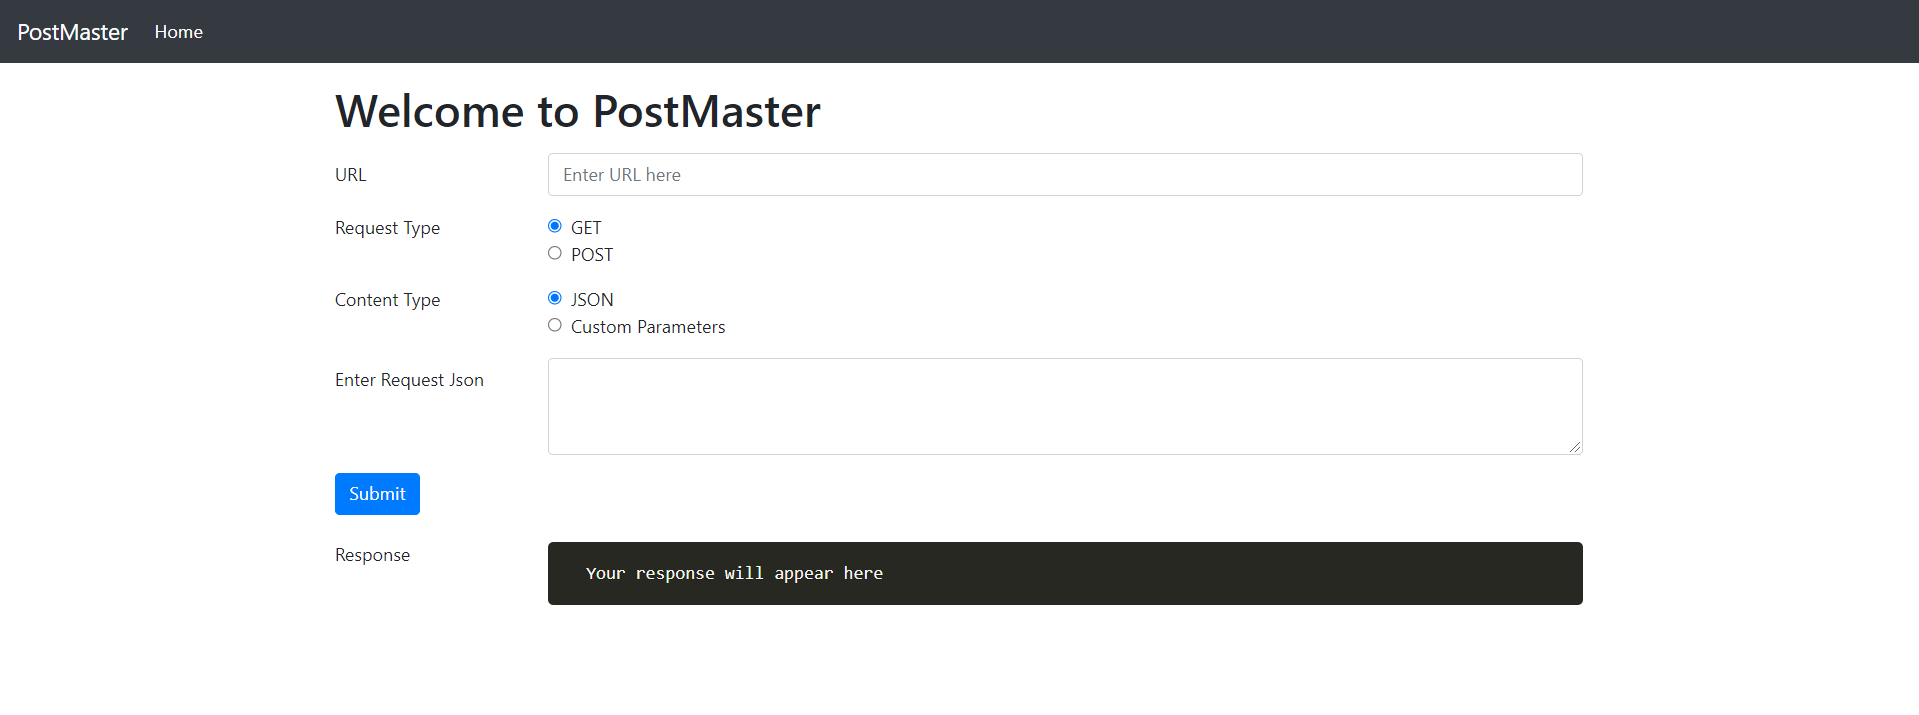 PostMaster Home
Welcome to PostMaster
URL Enter URL here
Request Type GET
POST
Content Type JSON
Custom Parameters
Enter Request Json
Submit
Response Your response will appear here